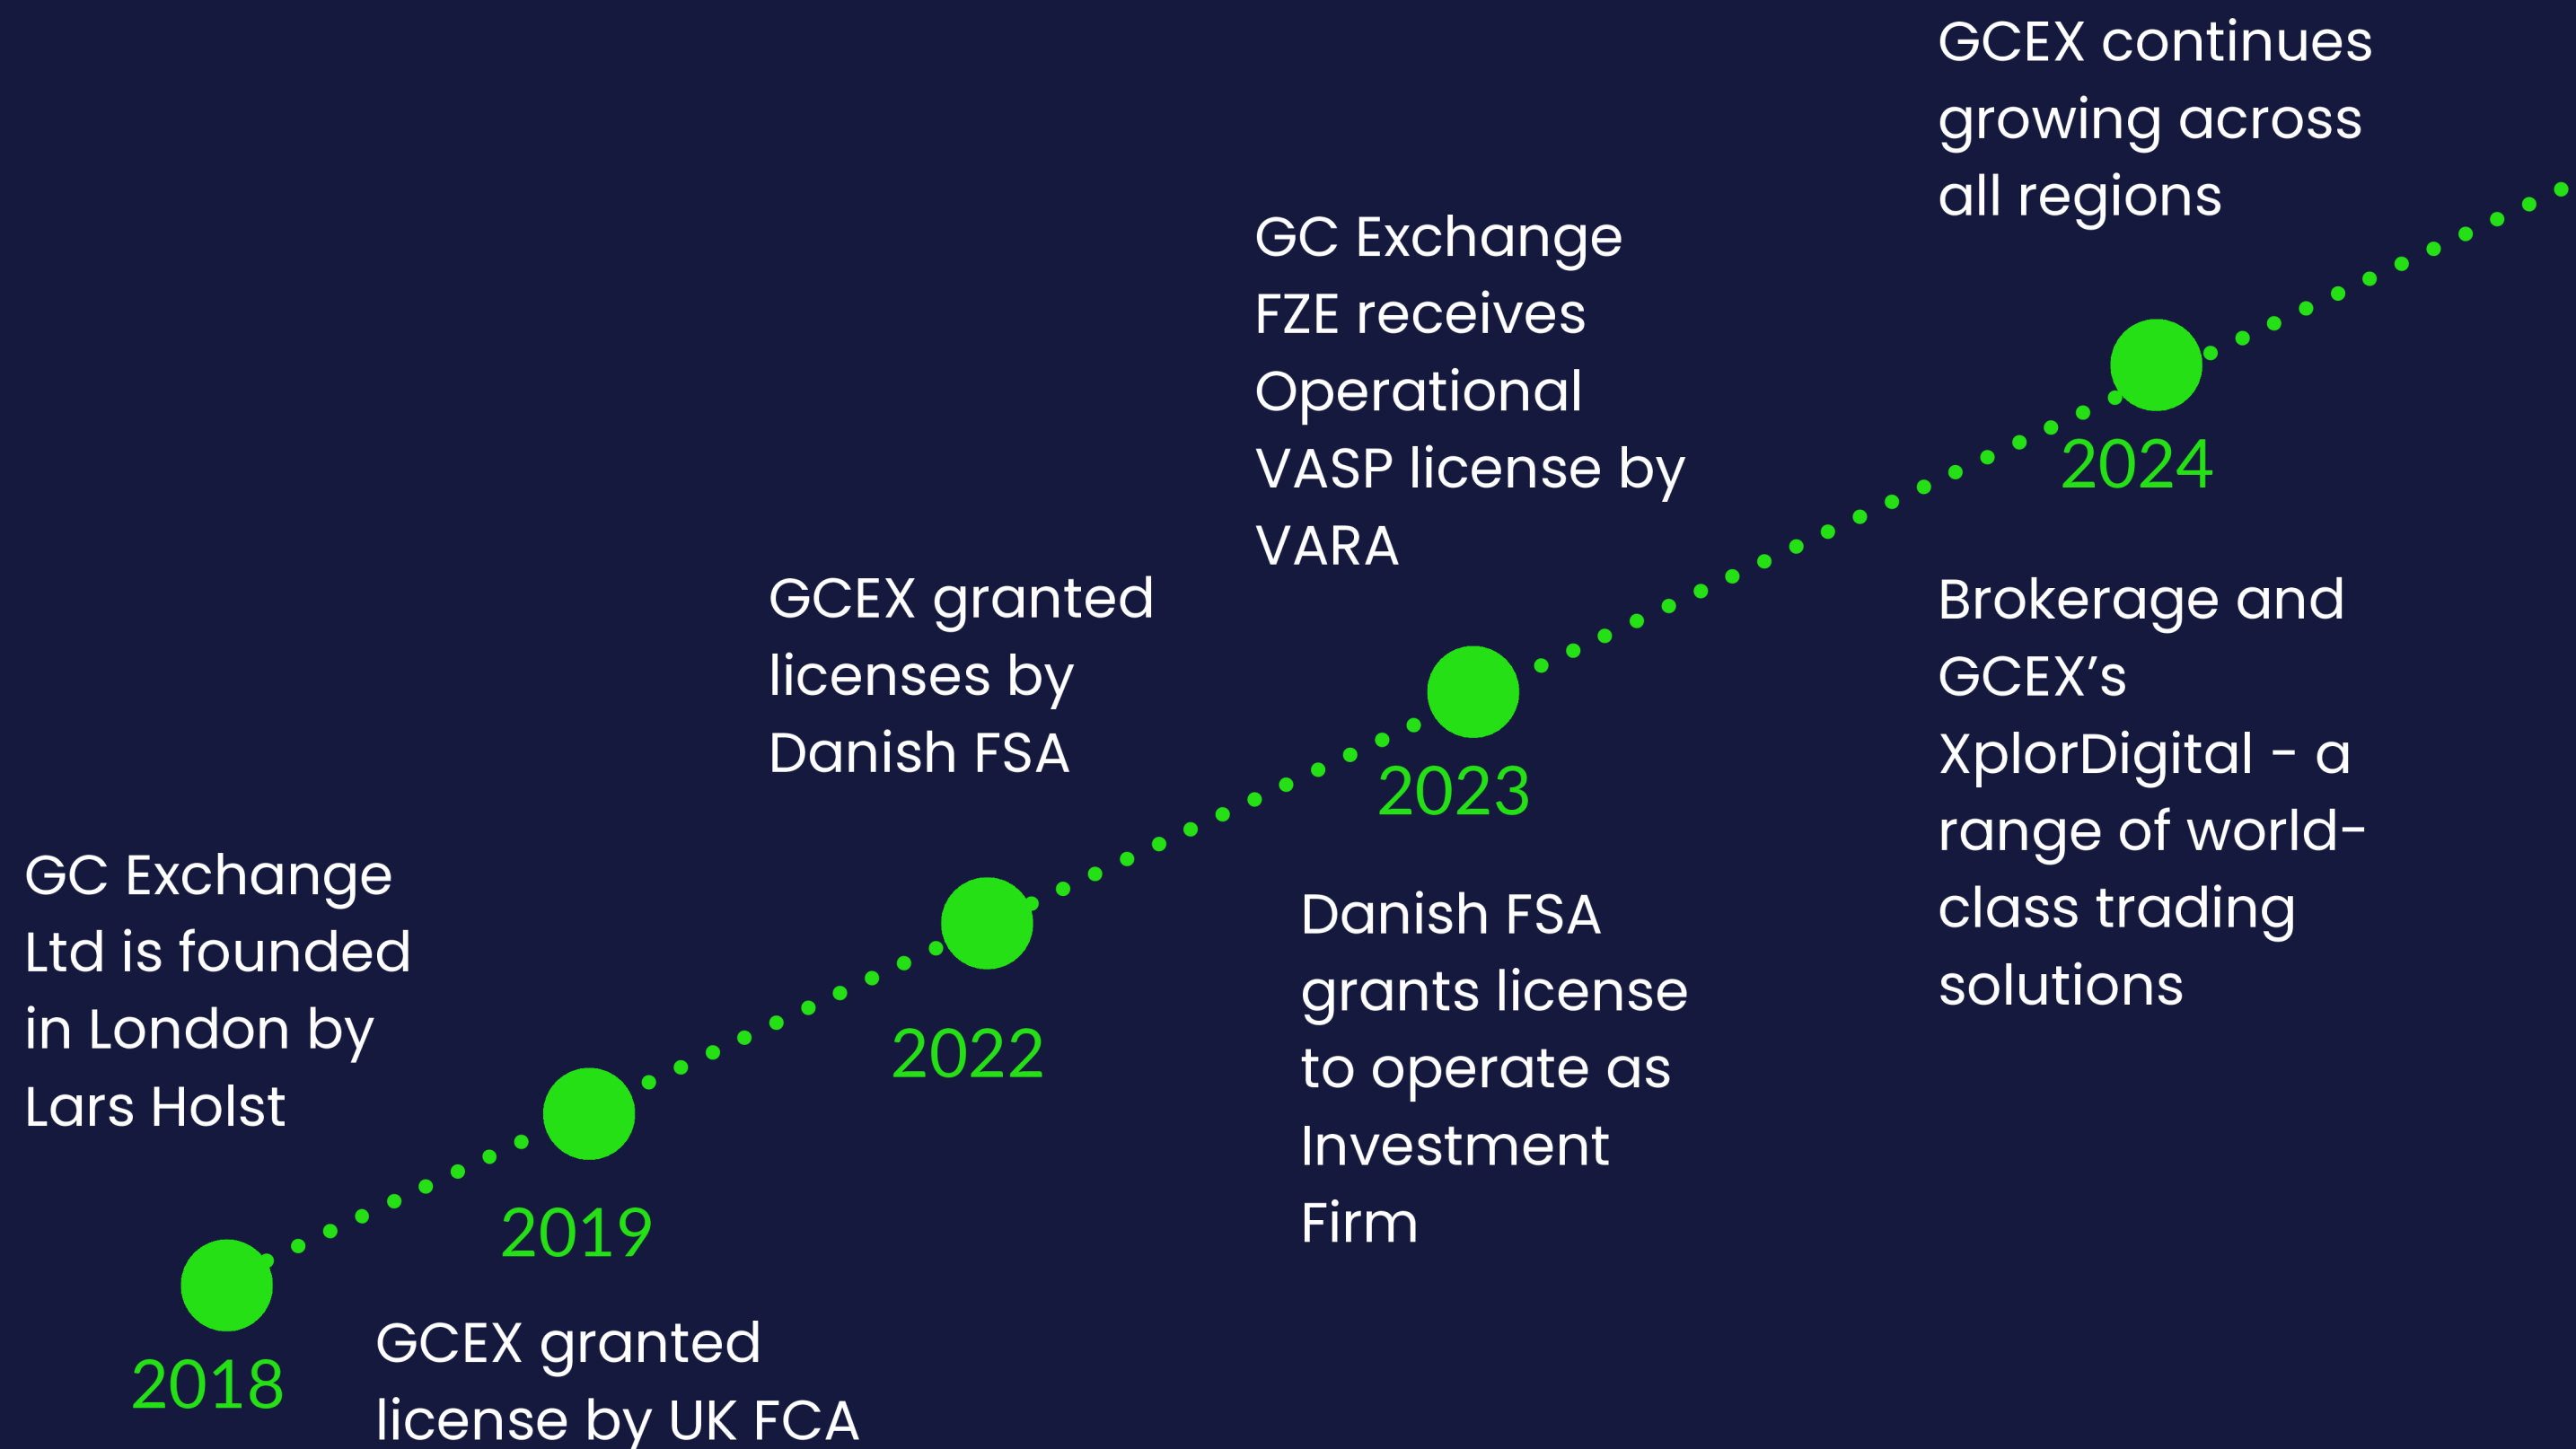 GC Exchange
Ltd is founded
in London by
Lars Holst
2018
2019
GCEX granted
license by UK FCA
GCEX granted
licenses by
Danish FSA
2022
GC Exchange
FZE receives
Operational
VASP license by
VARA
2023
Danish FSA
grants license
to operate as
Investment
Firm
GCEX continues
growing across
all regions
2024
Brokerage and
GCEX’s
XplorDigital - a
range of world-
class trading
solutions